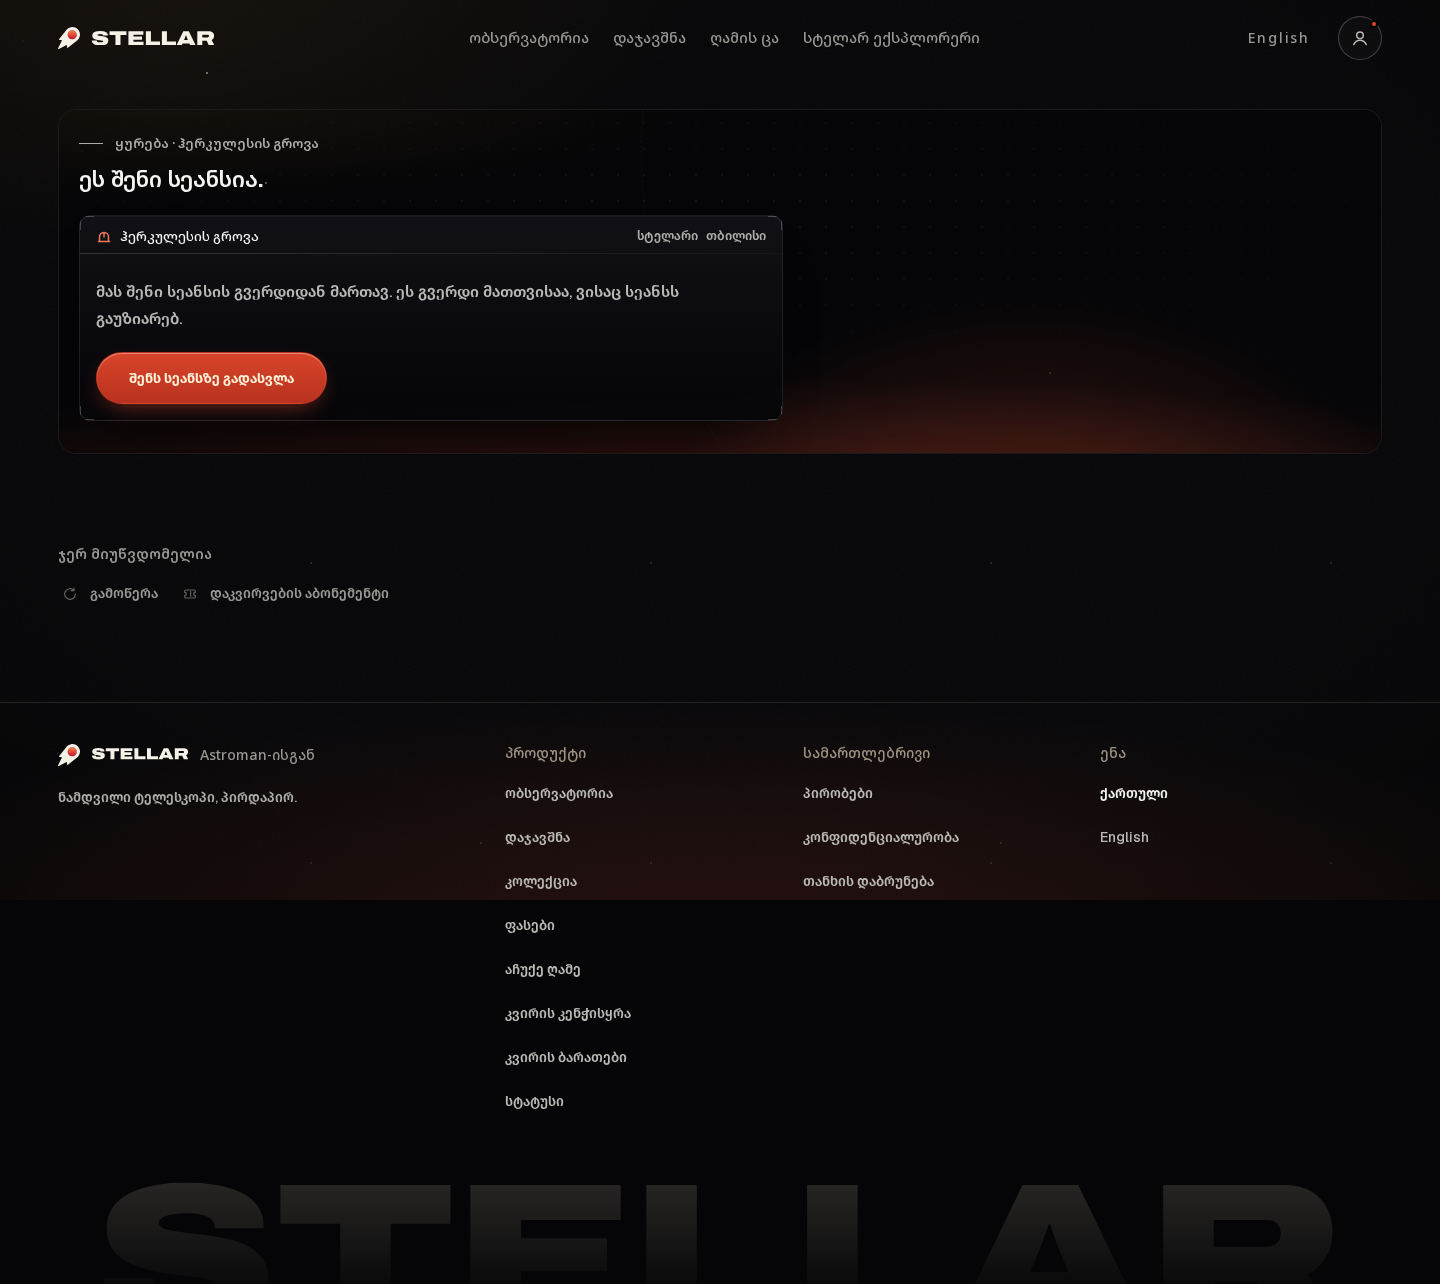 STELLAR
ობსერვატორია დაჯავშნა ღამის ცა სტელარ ექსპლორერი
English
ყურება · ჰერკულესის გროვა
ეს შენი სეანსია.
ჰერკულესის გროვა
სტელარი თბილისი
მას შენი სეანსის გვერდიდან მართავ. ეს გვერდი მათთვისაა, ვისაც სეანსს
გაუზიარებ.
შენს სეანსზე გადასვლა
ჯერ მიუწვდომელია
გამოწერა
დაკვირვების აბონემენტი
STELLAR Astroman-ისგან
ნამდვილი ტელესკოპი, პირდაპირ.
პროდუქტი
ობსერვატორია
დაჯავშნა
კოლექცია
ფასები
აჩუქე ღამე
კვირის კენჭისყრა
კვირის ბარათები
სტატუსი
სამართლებრივი
პირობები
კონფიდენციალურობა
თანხის დაბრუნება
ენა
ქართული
English
STELLAR